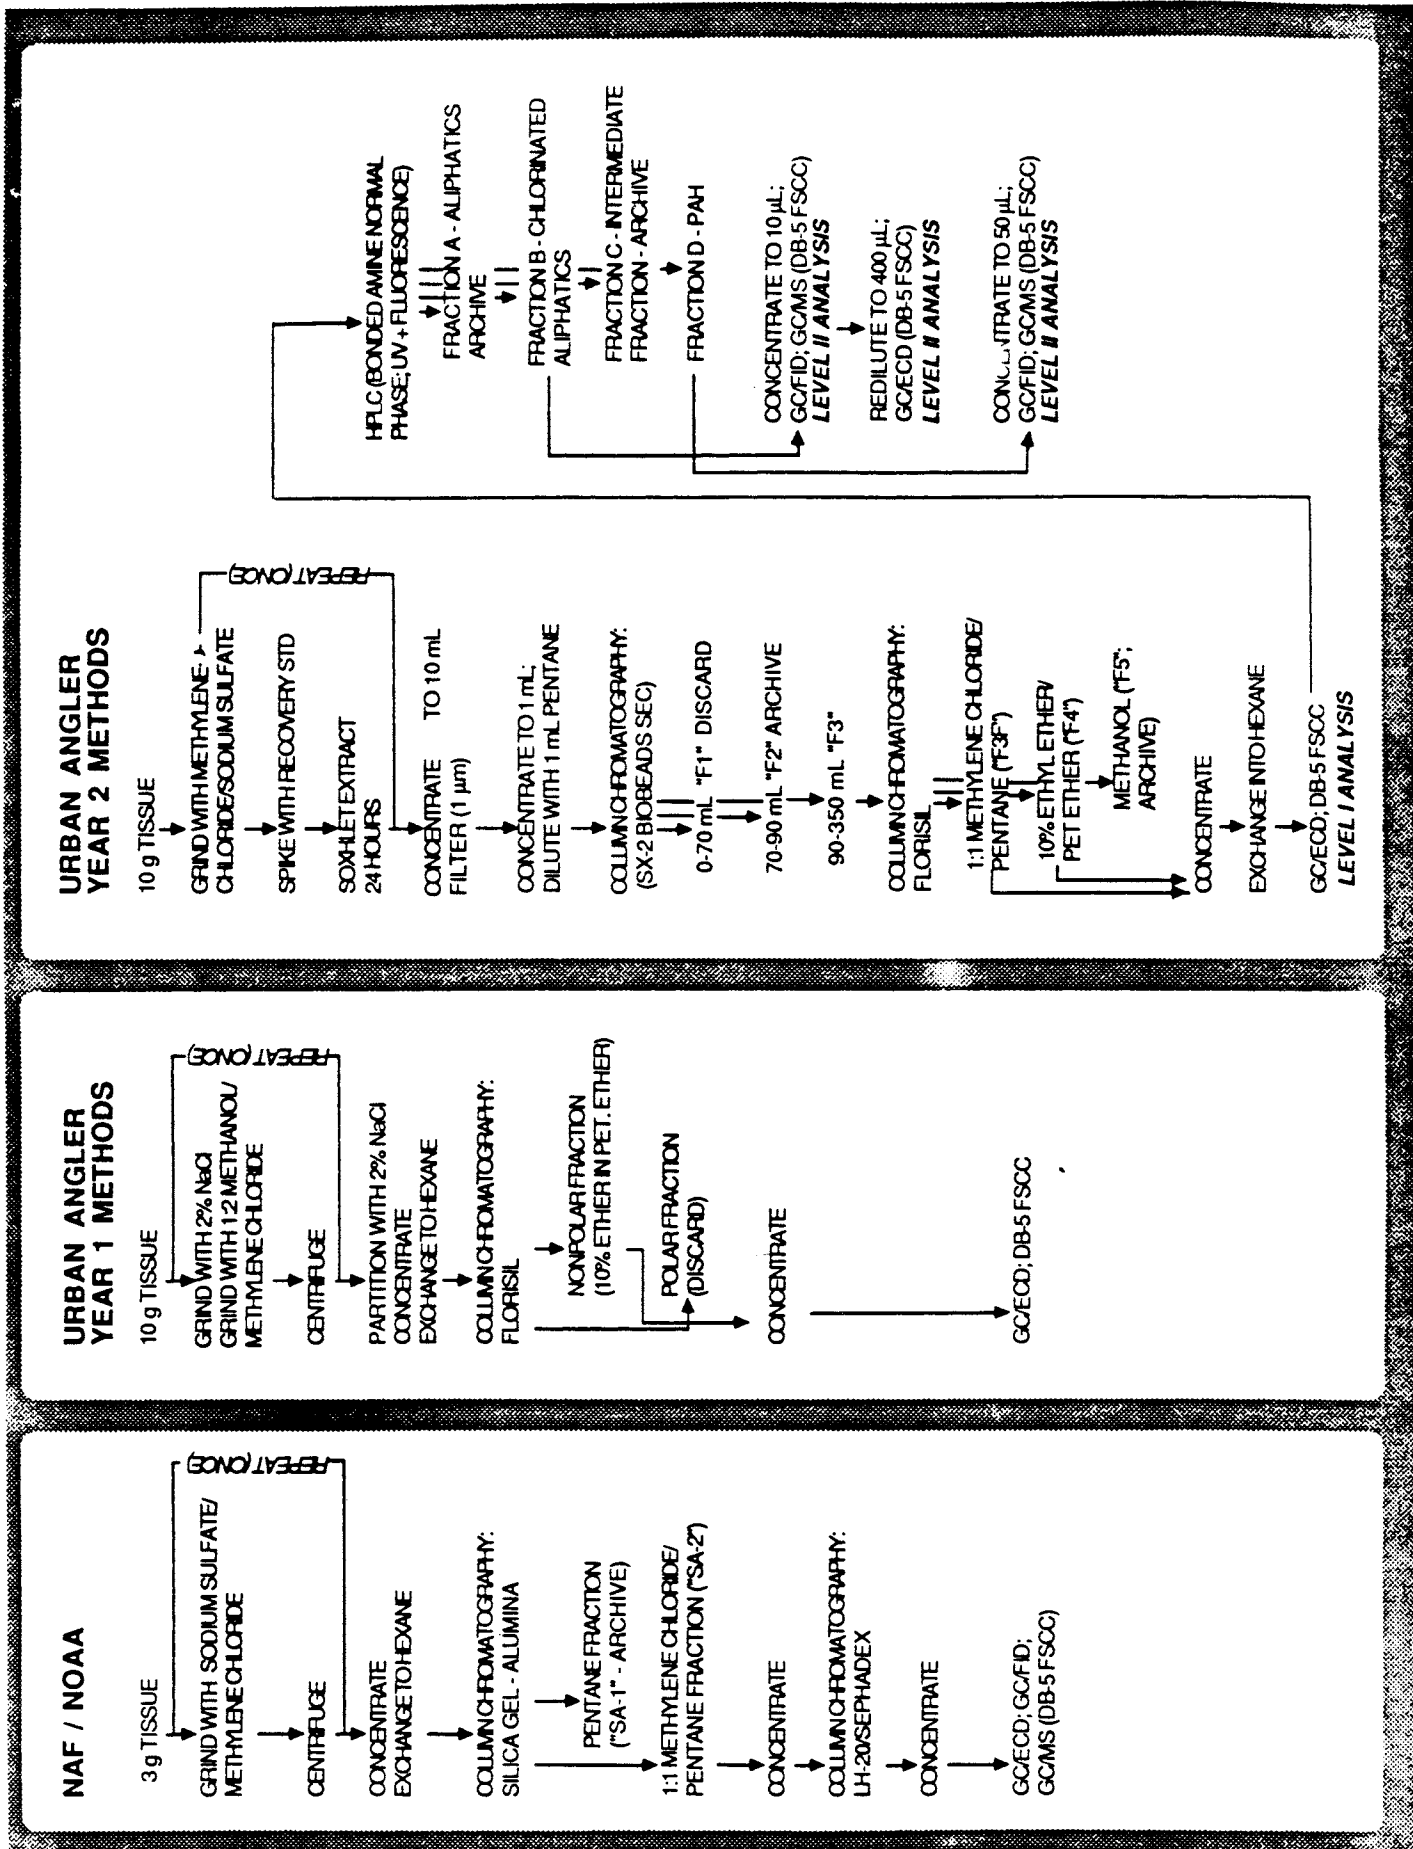 NAF / NOAA
3 g TISSUE
GRIND WITH SODIUM SULFATE/
METHYLENE CHLORIDE
CENTRIFUGE
REPEAT (ONCE)
CONCENTRATE
EXCHANGE TO HEXANE
COLUMN CHROMATOGRAPHY:
SILICA GEL - ALUMINA
PENTANE FRACTION
("SA-1" - ARCHIVE)
1:1 METHYLENE CHLORIDE/
PENTANE FRACTION ("SA-2")
CONCENTRATE
COLUMN CHROMATOGRAPHY:
LH-20/SEPHADEX
CONCENTRATE
GC/ECD; GC/FID;
GC/MS (DB-5 FSCC)
URBAN ANGLER
YEAR 1 METHODS
10 g TISSUE
GRIND WITH 2% NaCl
GRIND WITH 1:2 METHANOL/
METHYLENE CHLORIDE
CENTRIFUGE
REPEAT (ONCE)
PARTITION WITH 2% NaCl
CONCENTRATE
EXCHANGE TO HEXANE
COLUMN CHROMATOGRAPHY:
FLORISIL
NONPOLAR FRACTION
(10% ETHER IN PET. ETHER)
POLAR FRACTION
(DISCARD)
CONCENTRATE
GC/ECD; DB-5 FSCC
URBAN ANGLER
YEAR 2 METHODS
10 g TISSUE
GRIND WITH METHYLENE
CHLORIDE/SODIUM SULFATE
SPIKE WITH RECOVERY STD
SOXHLET EXTRACT
24 HOURS
REPEAT (ONCE)
CONCENTRATE TO 10 mL
FILTER (1 µm)
CONCENTRATE TO 1 mL;
DILUTE WITH 1 mL PENTANE
COLUMN CHROMATOGRAPHY:
(SX-2 BIOBEADS SEC)
0-70 mL "F1" DISCARD
70-90 mL "F2" ARCHIVE
90-350 mL "F3"
COLUMN CHROMATOGRAPHY:
FLORISIL
1:1 METHYLENE CHLORIDE/
PENTANE ("F3F")
10% ETHYL ETHER/
PET ETHER ("F4")
METHANOL ("F5";
ARCHIVE)
CONCENTRATE
EXCHANGE INTO HEXANE
GC/ECD; DB-5 FSCC
LEVEL I ANALYSIS
HPLC (BONDED AMINE NORMAL
PHASE; UV + FLUORESCENCE)
FRACTION A - ALIPHATICS
ARCHIVE
FRACTION B - CHLORINATED
ALIPHATICS
FRACTION C - INTERMEDIATE
FRACTION - ARCHIVE
FRACTION D - PAH
CONCENTRATE TO 10 µL;
GC/FID; GC/MS (DB-5 FSCC)
LEVEL II ANALYSIS
REDILUTE TO 400 µL;
GC/ECD (DB-5 FSCC)
LEVEL II ANALYSIS
CONCENTRATE TO 50 µL;
GC/FID; GC/MS (DB-5 FSCC)
LEVEL II ANALYSIS